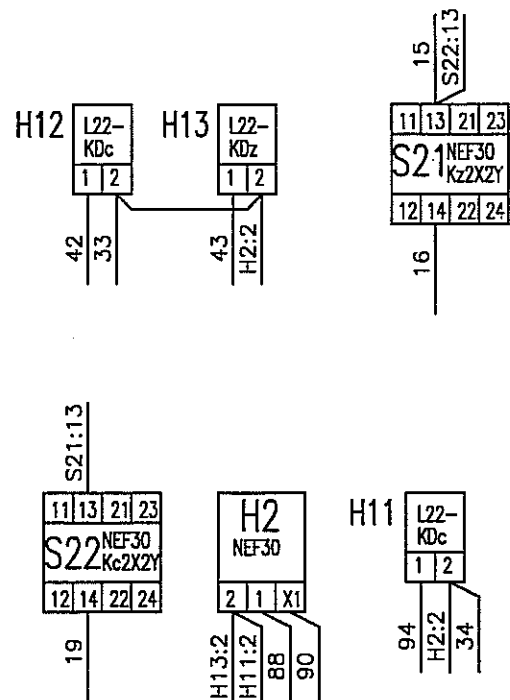 15
S22:13
H12
L22-
KDc
1 2
42
33
H13
L22-
KDz
1 2
43
H2:2
11 13 21 23
S21 NEF30
Kz2X2Y
12 14 22 24
16
S21:13
11 13 21 23
S22 NEF30
Kc2X2Y
12 14 22 24
19
H2
NEF30
2 1 X1
H13:2
H11:2
88
90
H11
L22-
KDc
1 2
94
H2:2
34